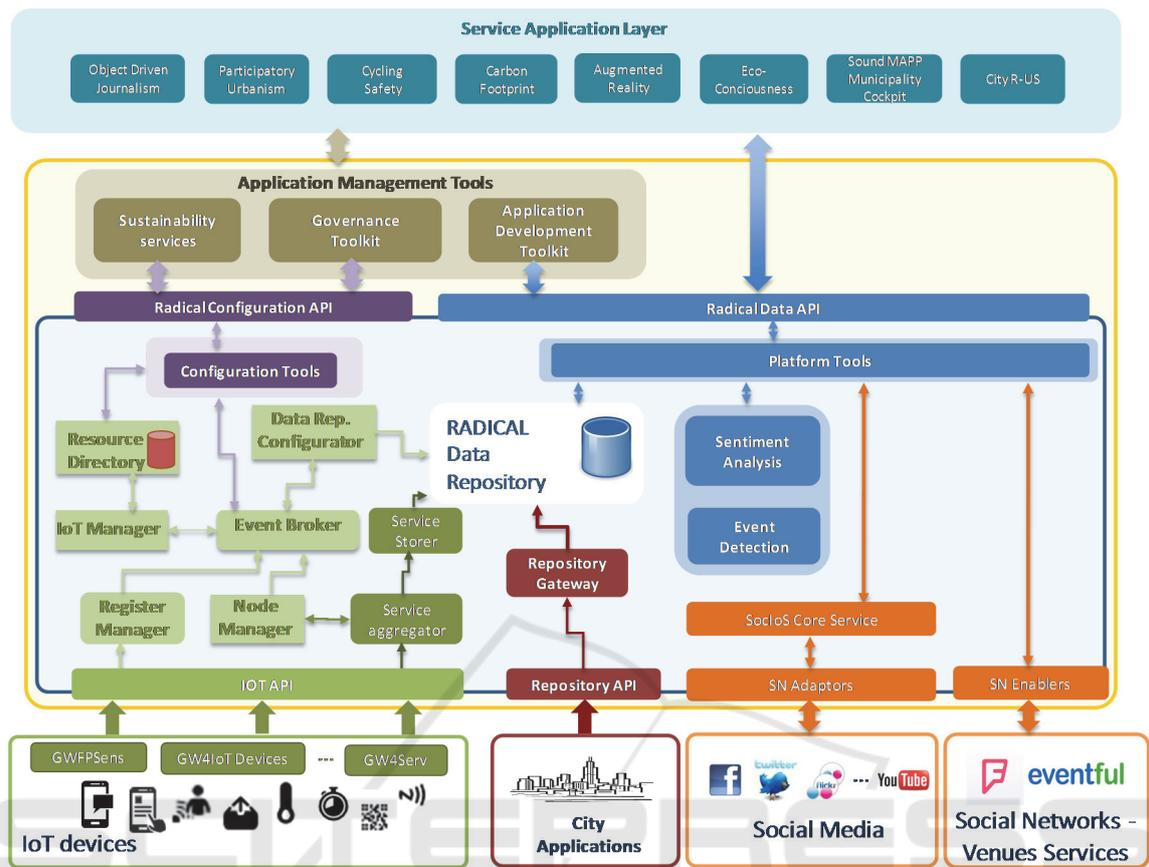 Service Application Layer
Object Driven
Journalism
Participatory
Urbanism
Cycling
Safety
Carbon
Footprint
Augmented
Reality
Eco-
Conciousness
Sound MAPP
Municipality
Cockpit
City R-US
Application Management Tools
Sustainability
services
Governance
Toolkit
Application
Development
Toolkit
Radical Configuration API
Radical Data API
Configuration Tools
Platform Tools
Resource
Directory
Data Rep.
Configurator
RADICAL
Data
Repository
Sentiment
Analysis
Event
Detection
IoT Manager
Event Broker
Service
Storer
Repository
Gateway
Register
Manager
Node
Manager
Service
aggregator
SocIoS Core Service
IOT API
Repository API
SN Adaptors
SN Enablers
GWFPSens
GW4IoT Devices
---
GW4Serv
IoT devices
City
Applications
twitter
flickr
...
YouTube
Social Media
eventful
Social Networks -
Venues Services
SCITEPRESS